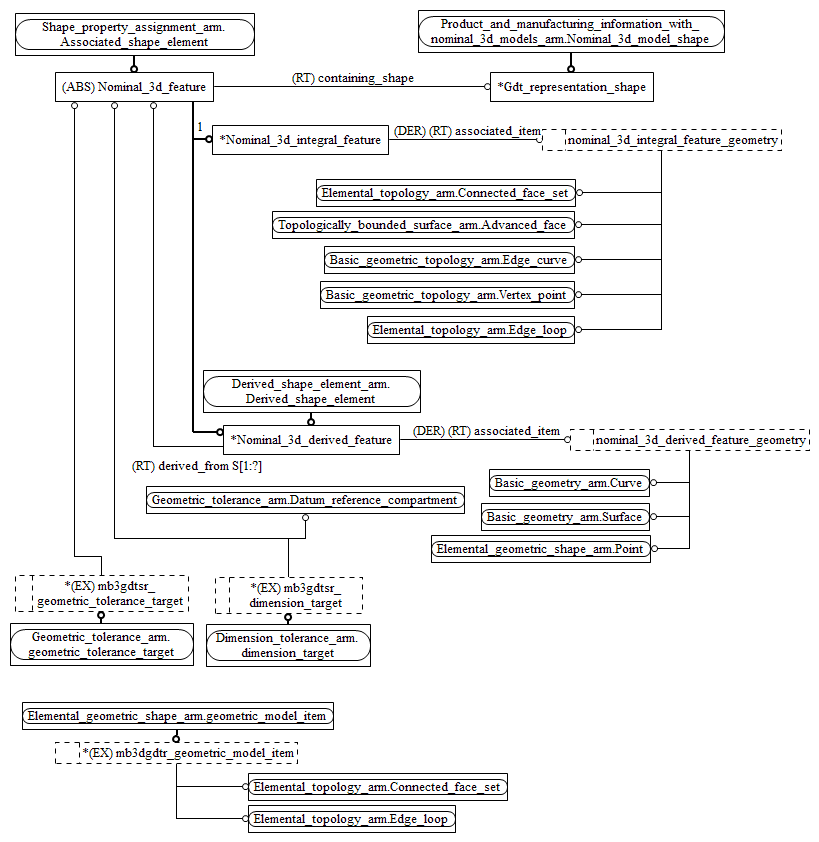 Shape_property_assignment_arm.
Associated_shape_element
Product_and_manufacturing_information_with_
nominal_3d_models_arm.Nominal_3d_model_shape
(ABS) Nominal_3d_feature
(RT) containing_shape
*Gdt_representation_shape
1
*Nominal_3d_integral_feature
(DER) (RT) associated_item
nominal_3d_integral_feature_geometry
Elemental_topology_arm.Connected_face_set
Topologically_bounded_surface_arm.Advanced_face
Basic_geometric_topology_arm.Edge_curve
Basic_geometric_topology_arm.Vertex_point
Elemental_topology_arm.Edge_loop
Derived_shape_element_arm.
Derived_shape_element
*Nominal_3d_derived_feature
(DER) (RT) associated_item
nominal_3d_derived_feature_geometry
(RT) derived_from S[1:?]
Basic_geometry_arm.Curve
Geometric_tolerance_arm.Datum_reference_compartment
Basic_geometry_arm.Surface
Elemental_geometric_shape_arm.Point
*(EX) mb3gdtsr_
geometric_tolerance_target
*(EX) mb3gdtsr_
dimension_target
Geometric_tolerance_arm.
geometric_tolerance_target
Dimension_tolerance_arm.
dimension_target
Elemental_geometric_shape_arm.geometric_model_item
*(EX) mb3dgdtr_geometric_model_item
Elemental_topology_arm.Connected_face_set
Elemental_topology_arm.Edge_loop